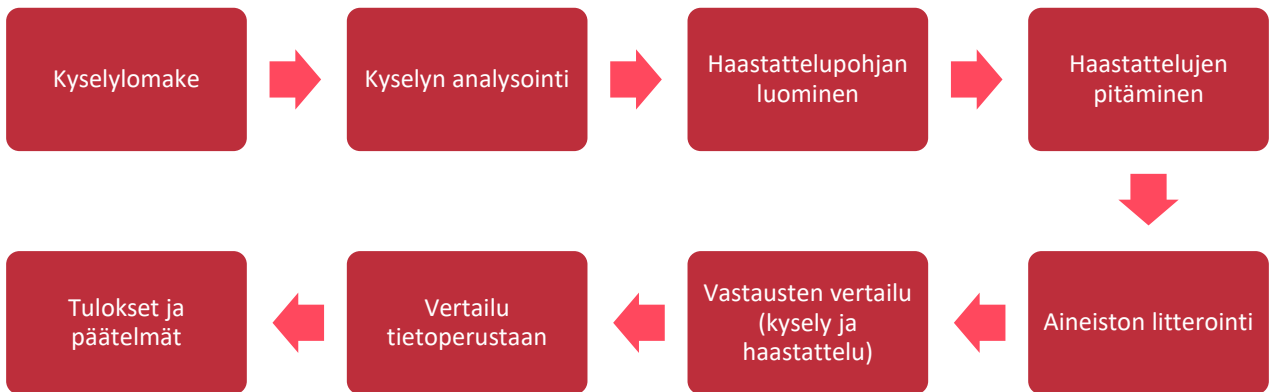 Kyselylomake
Kyselyn analysointi
Haastattelupohjan
luominen
Haastattelujen
pitäminen
Aineiston litterointi
Vastausten vertailu
(kysely ja
haastattelu)
Vertailu
tietoperustaan
Tulokset ja
päätelmät